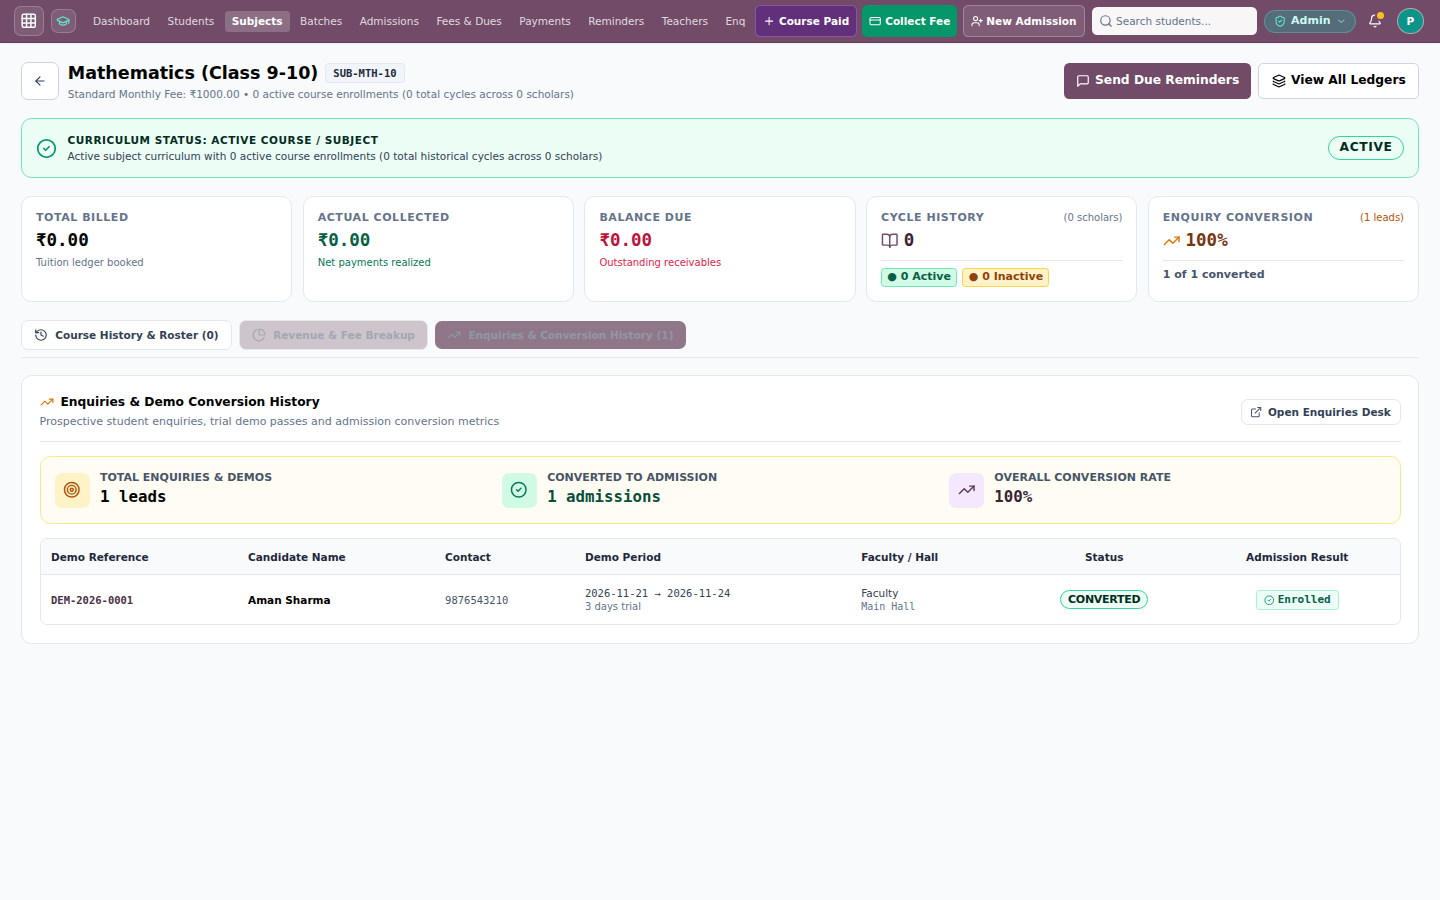 Dashboard Students Subjects Batches Admissions Fees & Dues Payments Reminders Teachers Enq + Course Paid Collect Fee New Admission Search students... Admin P
Mathematics (Class 9-10) SUB-MTH-10
Standard Monthly Fee: ₹1000.00 • 0 active course enrollments (0 total cycles across 0 scholars)
Send Due Reminders View All Ledgers
CURRICULUM STATUS: ACTIVE COURSE / SUBJECT
Active subject curriculum with 0 active course enrollments (0 total historical cycles across 0 scholars)
ACTIVE
TOTAL BILLED
₹0.00
Tuition ledger booked
ACTUAL COLLECTED
₹0.00
Net payments realized
BALANCE DUE
₹0.00
Outstanding receivables
CYCLE HISTORY (0 scholars)
0
● 0 Active ● 0 Inactive
ENQUIRY CONVERSION (1 leads)
100%
1 of 1 converted
Course History & Roster (0) Revenue & Fee Breakup Enquiries & Conversion History (1)
Enquiries & Demo Conversion History
Prospective student enquiries, trial demo passes and admission conversion metrics
Open Enquiries Desk
TOTAL ENQUIRIES & DEMOS
1 leads
CONVERTED TO ADMISSION
1 admissions
OVERALL CONVERSION RATE
100%
Demo Reference Candidate Name Contact Demo Period Faculty / Hall Status Admission Result
DEM-2026-0001 Aman Sharma 9876543210 2026-11-21 → 2026-11-24 Faculty CONVERTED Enrolled
3 days trial Main Hall